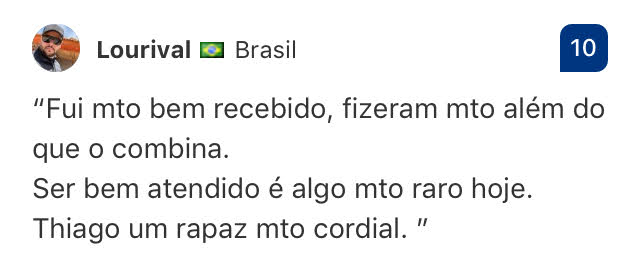 Lourival Brasil
10
“Fui mto bem recebido, fizeram mto além do
que o combina.
Ser bem atendido é algo mto raro hoje.
Thiago um rapaz mto cordial. ”